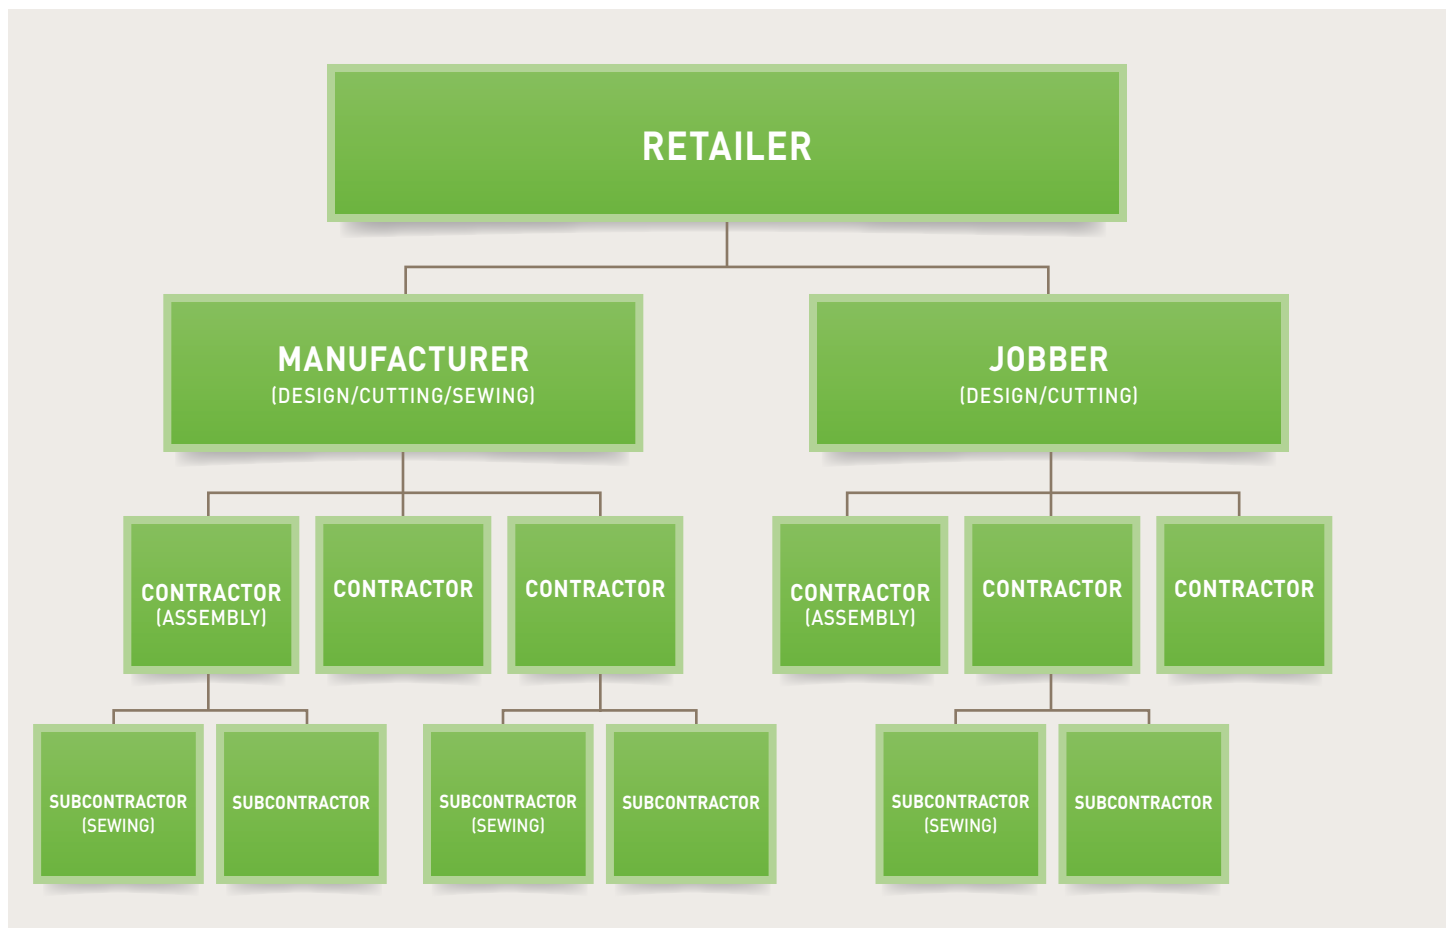 RETAILER
MANUFACTURER
(DESIGN/CUTTING/SEWING)
JOBBER
(DESIGN/CUTTING)
CONTRACTOR
(ASSEMBLY)
CONTRACTOR
CONTRACTOR
CONTRACTOR
(ASSEMBLY)
CONTRACTOR
CONTRACTOR
SUBCONTRACTOR
(SEWING)
SUBCONTRACTOR
SUBCONTRACTOR
(SEWING)
SUBCONTRACTOR
SUBCONTRACTOR
(SEWING)
SUBCONTRACTOR